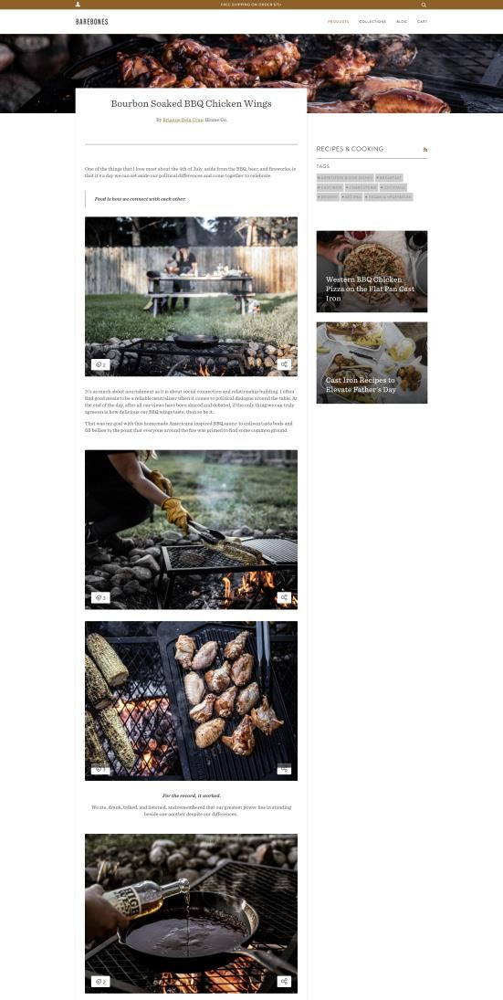 FREE SHIPPING ON ORDER $75+
BAREBONES
PRODUCTS COLLECTIONS BLOG CART
Bourbon Soaked BBQ Chicken Wings
By Brianne Dela Cruz, Illume Co.
RECIPES & COOKING
TAGS
APPETIZERS & SIDE DISHES BREAKFAST
CAST IRON CHARCUTERIE COCKTAILS
DESSERT RECIPES VEGAN & VEGETARIAN
One of the things that I love most about the 4th of July, aside from the BBQ, beer, and fireworks, is
that it's a day we can set aside our political differences and come together to celebrate.
Food is how we connect with each other.
Western BBQ Chicken
Pizza on the Flat Pan Cast
Iron
Cast Iron Recipes to
Elevate Father's Day
2
It's as much about nourishment as it is about social connection and relationship building. I often
find good meals to be a reliable neutralizer when it comes to political dialogue around the table. At
the end of the day, after all our views have been shared and debated, if the only thing we can truly
agree on is how delicious our BBQ wings taste, then so be it.
That was my goal with this homemade Americana inspired BBQ sauce: to enliven taste buds and
fill bellies to the point that everyone around the fire was primed to find some common ground.
3
3
For the record, it worked.
We ate, drank, talked, and listened, and remembered that our greatest power lies in standing
beside one another despite our differences.
2